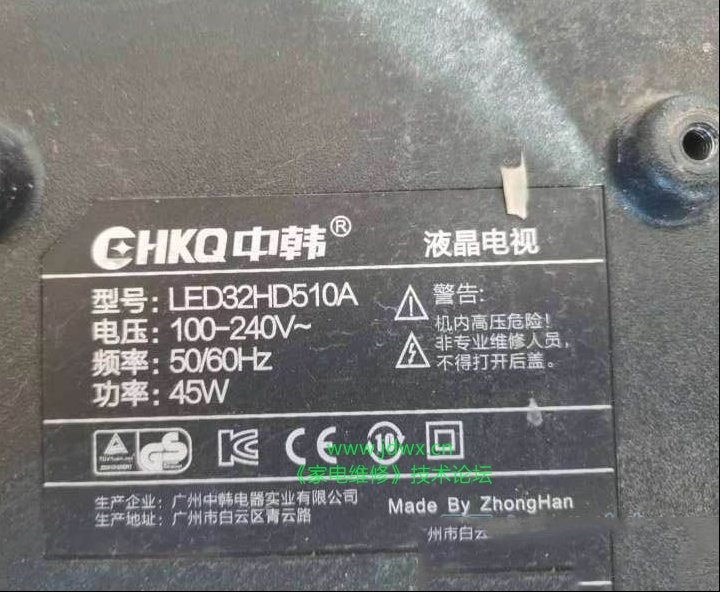 CHKQ中韩® 液晶电视
型号: LED32HD510A
电压: 100-240V~
频率: 50/60Hz
功率: 45W
警告:
机内高压危险!
非专业维修人员,
不得打开后盖。
GS
CE
10
www.jdwx.cn
《家电维修》技术论坛
生产企业: 广州中韩电器实业有限公司
生产地址: 广州市白云区青云路
Made By ZhongHan
州市白云